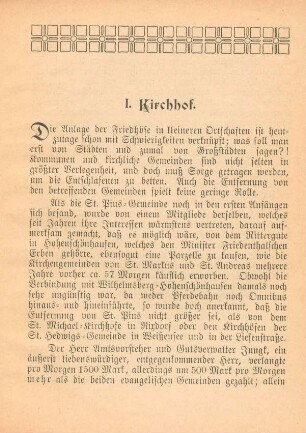 I. Kirchhof.
Die Anlage der Friedhöfe in kleineren Ortschaften ist heut-
zutage schon mit Schwierigkeiten verknüpft; was soll man
erst von Städten und zumal von Großstädten sagen?!
Kommunen und kirchliche Gemeinden sind nicht selten in
größter Verlegenheit, und doch muß Sorge getragen werden,
um die Entschlafenen zu betten. Auch die Entfernung von
den betreffenden Gemeinden spielt keine geringe Rolle.
Als die St. Pius-Gemeinde noch in den ersten Anfängen
sich befand, wurde von einem Mitgliede derselben, welches
seit Jahren ihre Interessen wärmstens vertreten, darauf auf-
merksam gemacht, daß es möglich wäre, von dem Rittergute
in Hohenschönhausen, welches den Minister Friedenthalschen
Erben gehörte, ebendort eine Parzelle zu kaufen, wie
die Kirchengemeinden von St. Markus und St. Andreas mehrere
Jahre vorher ca. 57 Morgen käuflich erworben. Obwohl die
Verbindung mit Wilhelmsberg-Hohenschönhausen damals noch
sehr ungünstig war, da weder Pferdebahn noch Omnibus
hinaus- und hineinführte, so wurde doch bedacht, daß die
Entfernung von St. Pius nicht größer sei, als von dem
St. Michael-Kirchhofe in Rixdorf oder den Kirchhöfen der
St. Hedwigs-Gemeinde in Weißensee und in der Liesenstraße.
Der Herr Amtsvorsteher und Gutsverwalter Jungk, ein
äußerst liebenswürdiger, entgegenkommender Herr, verlangte
pro Morgen 1500 Mark, allerdings um 500 Mark pro Morgen
mehr als die beiden evangelischen Gemeinden gezahlt; allein